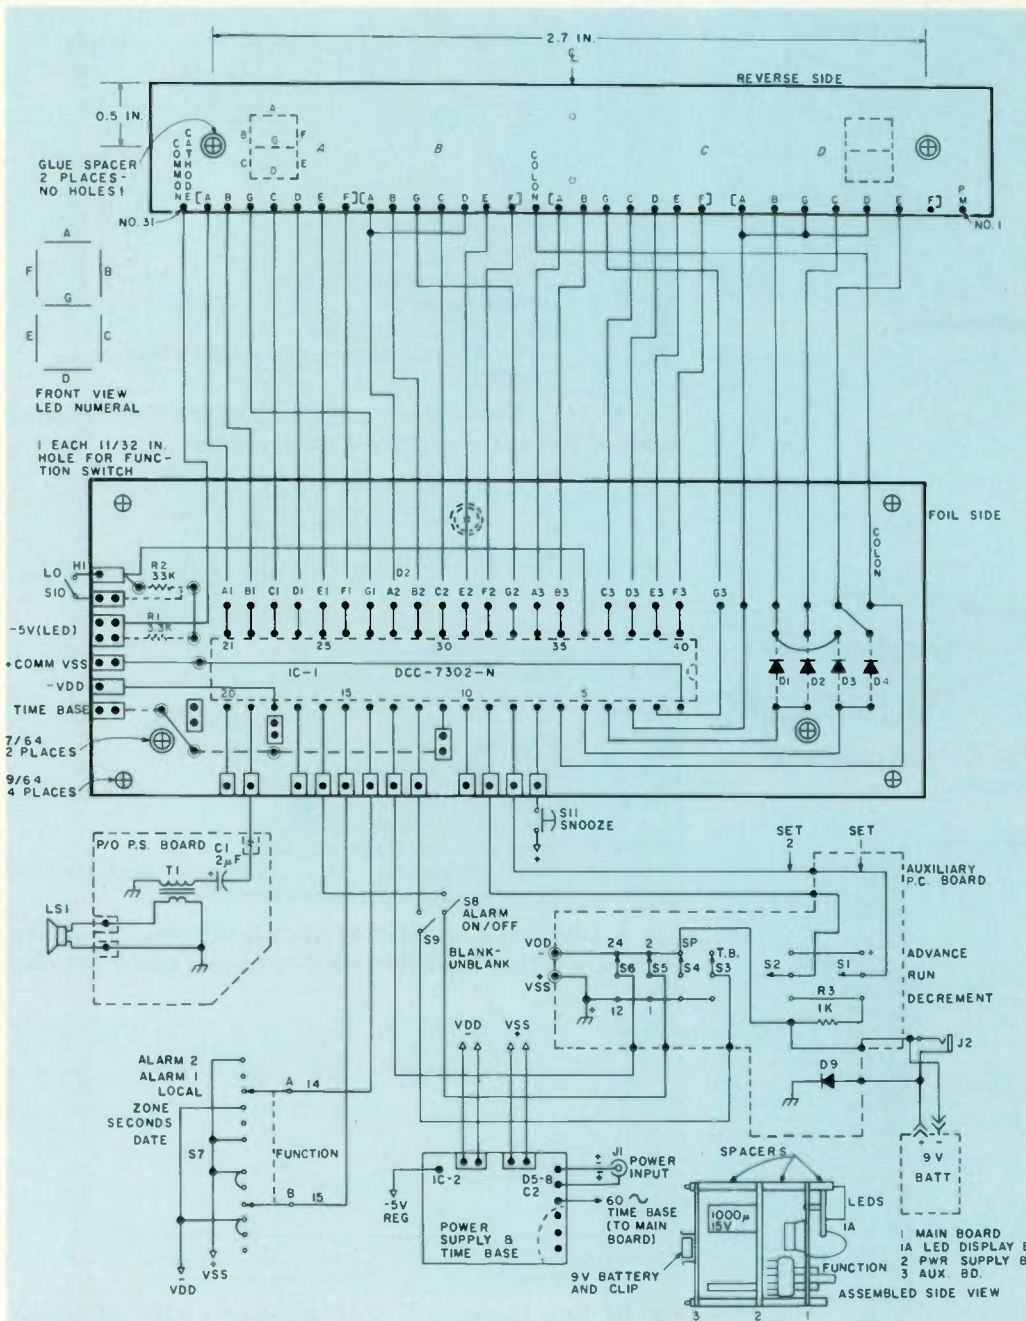 2.7 IN.
REVERSE SIDE
0.5 IN.
GLUE SPACER
2 PLACES-
NO HOLES!
COMMON CATHODE
A
B F
G
C E
D
A B C D
COLON
[A B G C D E F] [A B G C D E F] COLON [A B G C D E F] [A B G C D E F] PM
NO. 31
NO. 1
A
F B
G
E C
D
FRONT VIEW
LED NUMERAL
1 EACH 11/32 IN.
HOLE FOR FUNC-
TION SWITCH
FOIL SIDE
COLON
LO HI
S10
R2
33K
R1
3.3K
-5V(LED)
+COMM VSS
-VDD
TIME BASE
7/64
2 PLACES
9/64
4 PLACES
D2
A1 B1 C1 D1 E1 F1 G1 A2 B2 C2 E2 F2 G2 A3 B3 C3 D3 E3 F3 G3
21 25 30 35 40
IC-1 DCC-7302-N
20 15 10 5
D1 D2 D3 D4
S11
SNOOZE
+
P/O P.S. BOARD
C1
2μF
+
T1
LS1
S8
ALARM
ON/OFF
S9
BLANK-
UNBLANK
SET
2
SET
1
AUXILIARY
P.C. BOARD
VDD
-
+
VSS
24 2 SP T.B.
S6 S5 S4 S3
+
12 1
S2 S1
+
ADVANCE
RUN
DECREMENT
R3
1K
J2
D9
+ -
9V
BATT
ALARM 2
ALARM 1
LOCAL
ZONE
SECONDS
DATE
S7
A 14
FUNCTION
B 15
-
VDD
+
VSS
VDD
-
VSS
+
IC-2
D5-8
C2
J1
POWER
INPUT
-5V
REG
POWER
SUPPLY &
TIME BASE
60 ~
TIME BASE
(TO MAIN
BOARD)
SPACERS
LEDS
1A
1000μ
15V
FUNCTION
9V BATTERY
AND CLIP
3 2 1
1 MAIN BOARD
1A LED DISPLAY B
2 PWR SUPPLY B
3 AUX. BD.
ASSEMBLED SIDE VIEW